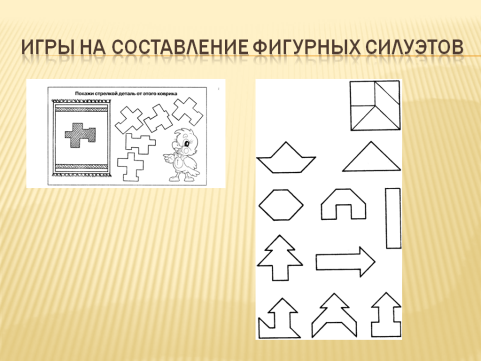 ИГРЫ НА СОСТАВЛЕНИЕ ФИГУРНЫХ СИЛУЭТОВ
Покажи стрелкой деталь от этого коврика